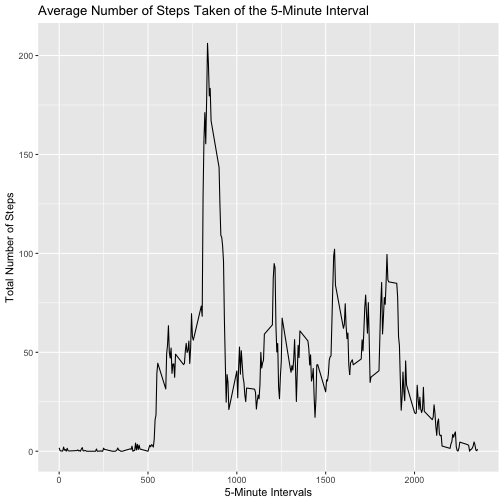 Average Number of Steps Taken of the 5-Minute Interval
Total Number of Steps
200
150
100
50
0
0 500 1000 1500 2000
5-Minute Intervals